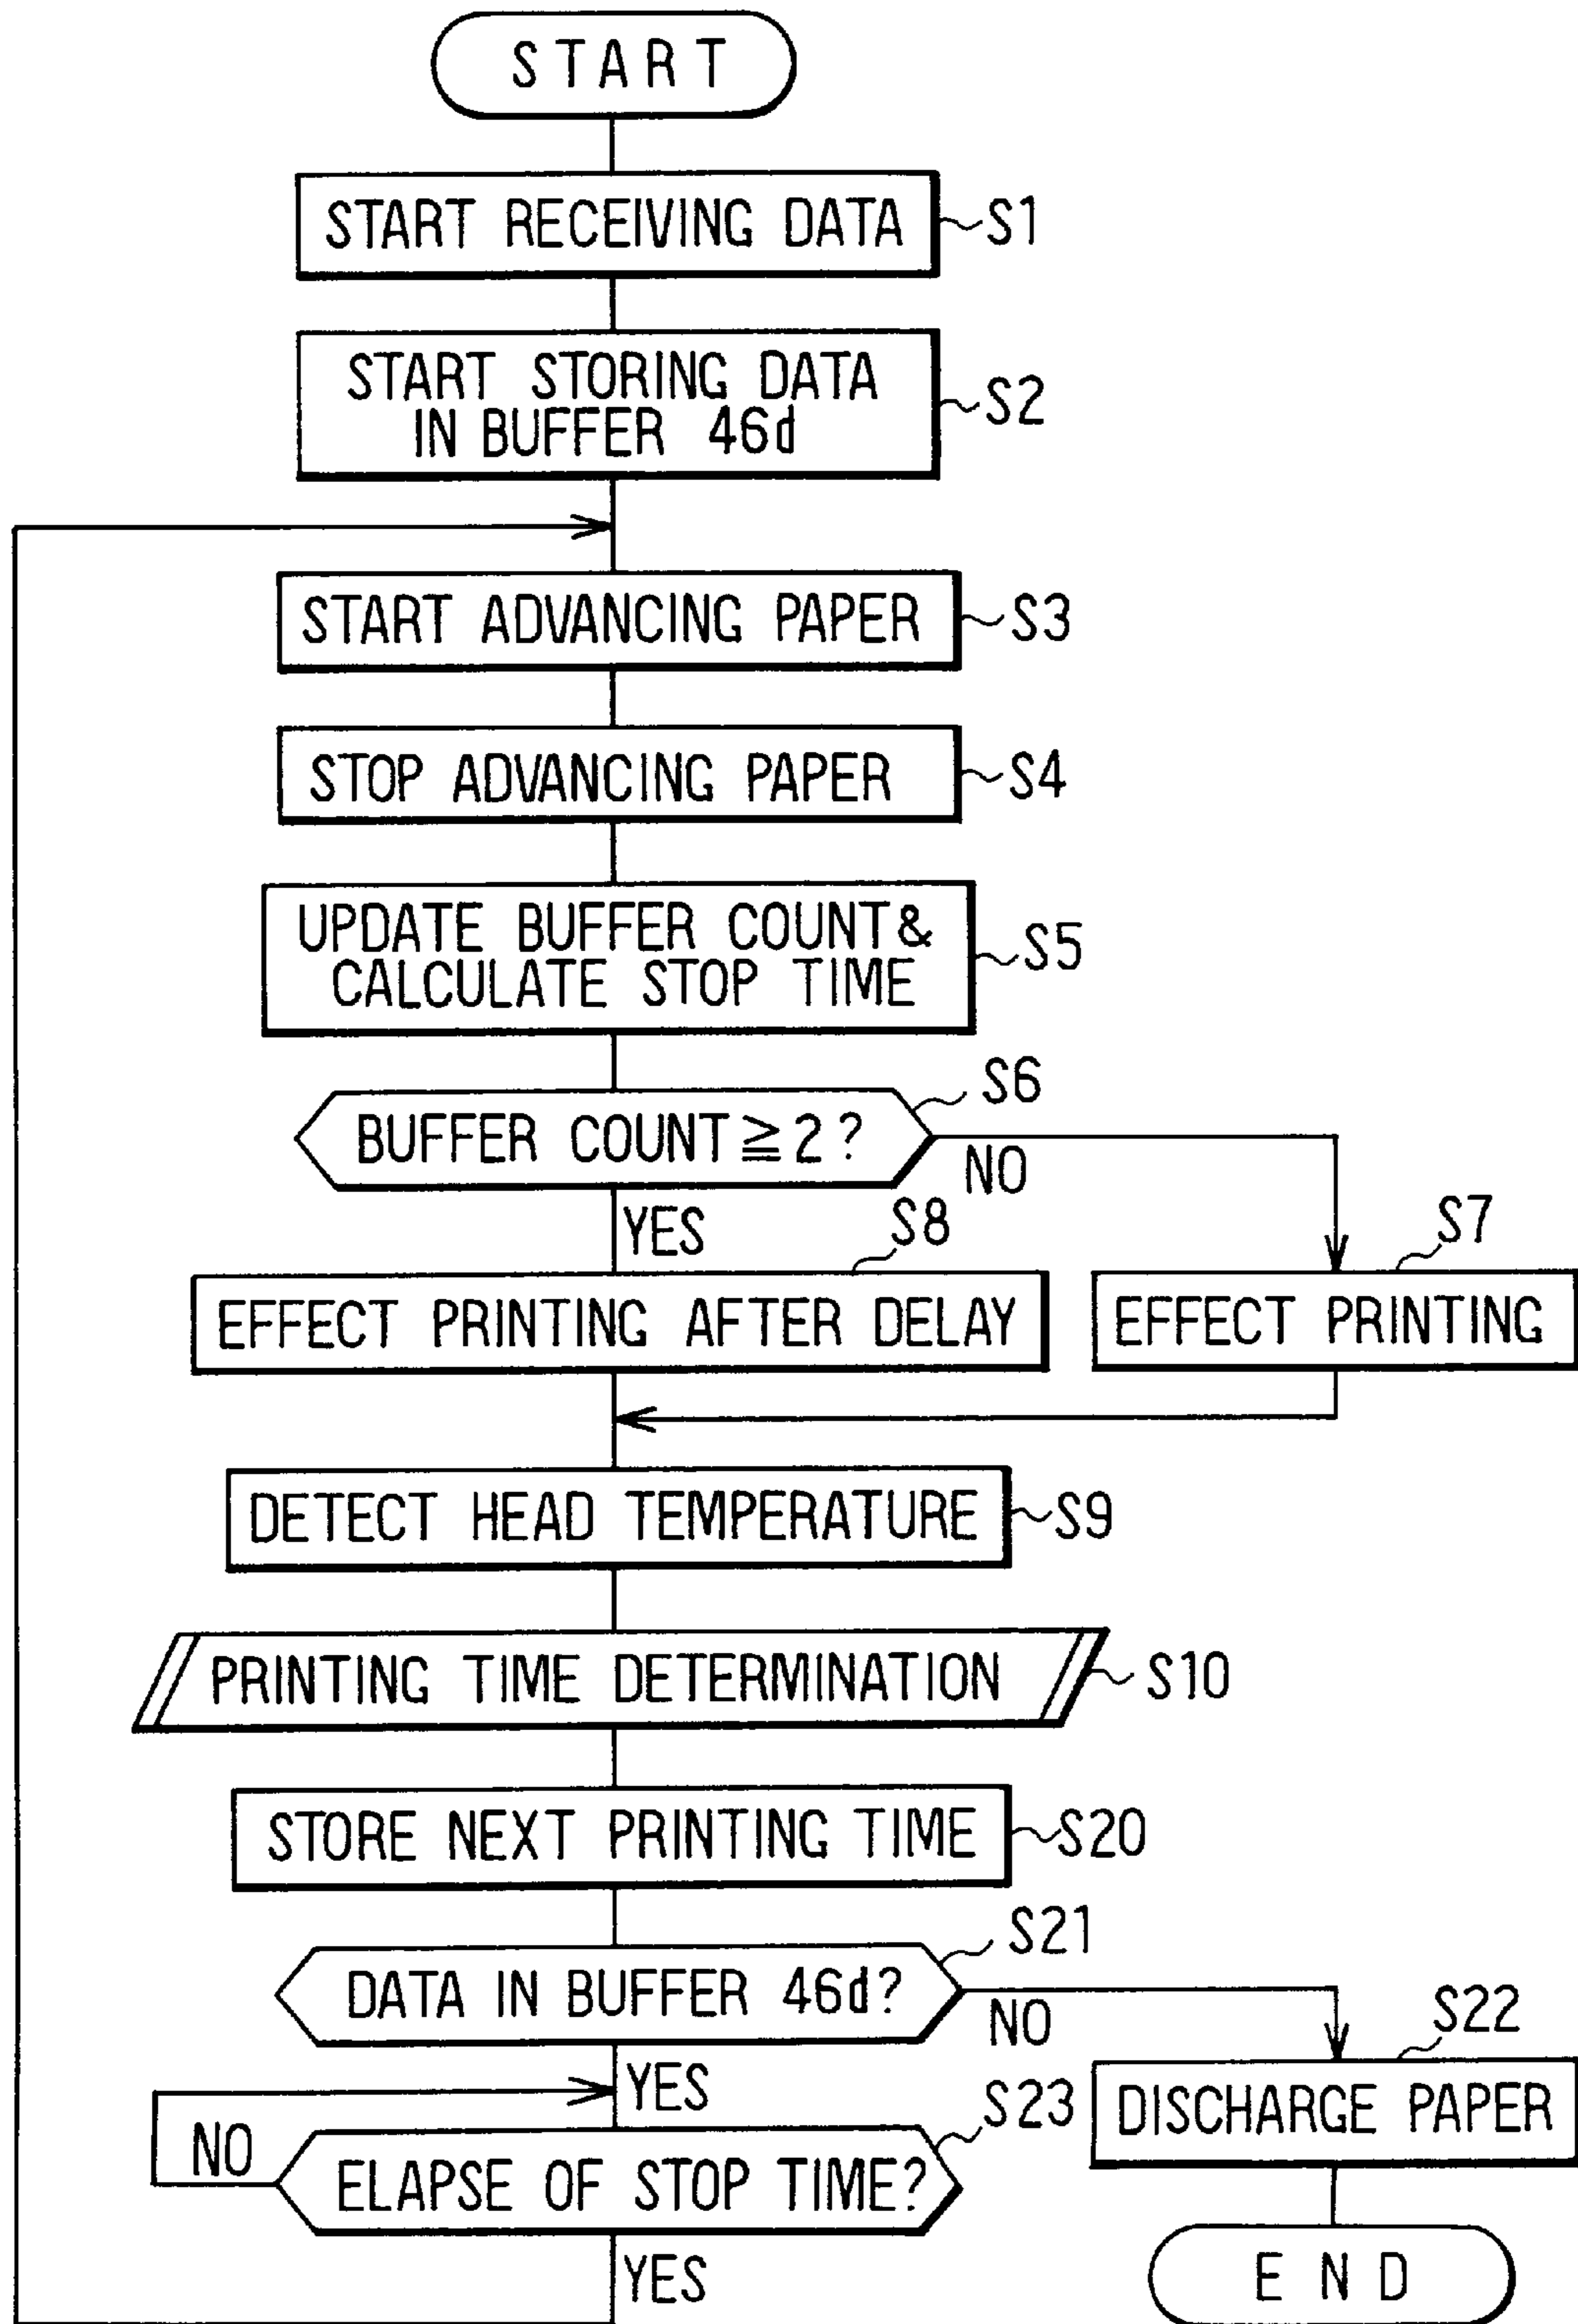 START
START RECEIVING DATA
S1
START STORING DATA
IN BUFFER 46d
S2
START ADVANCING PAPER
S3
STOP ADVANCING PAPER
S4
UPDATE BUFFER COUNT&
CALCULATE STOP TIME
S5
BUFFER COUNT≧2?
S6
NO
YES
S8
S7
EFFECT PRINTING AFTER DELAY
EFFECT PRINTING
DETECT HEAD TEMPERATURE
S9
PRINTING TIME DETERMINATION
S10
STORE NEXT PRINTING TIME
S20
DATA IN BUFFER 46d?
S21
NO
S22
YES
DISCHARGE PAPER
NO
ELAPSE OF STOP TIME?
S23
YES
END